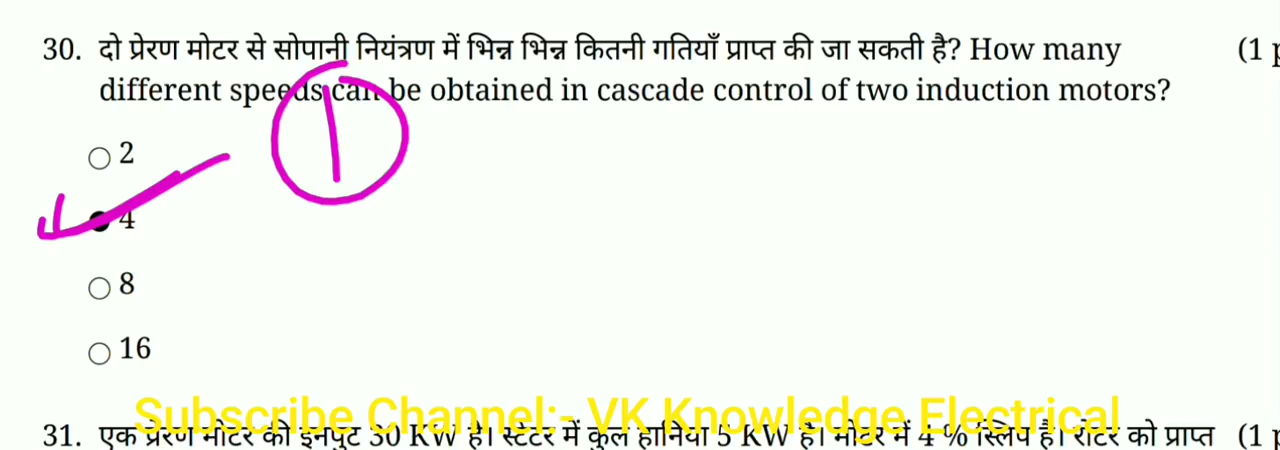 30. दो प्रेरण मोटर से सोपानी नियंत्रण में भिन्न भिन्न कितनी गतियाँ प्राप्त की जा सकती है? How many (1 p
different speeds can be obtained in cascade control of two induction motors?
1
2
4
8
16
Subscribe Channel:- VK Knowledge Electrical
31. एक प्रेरण मोटर की इनपुट 30 KW है। स्टेटर में कुल हानियां 5 KW है। मोटर में 4 % स्लिप है। रोटर को प्राप्त (1 p